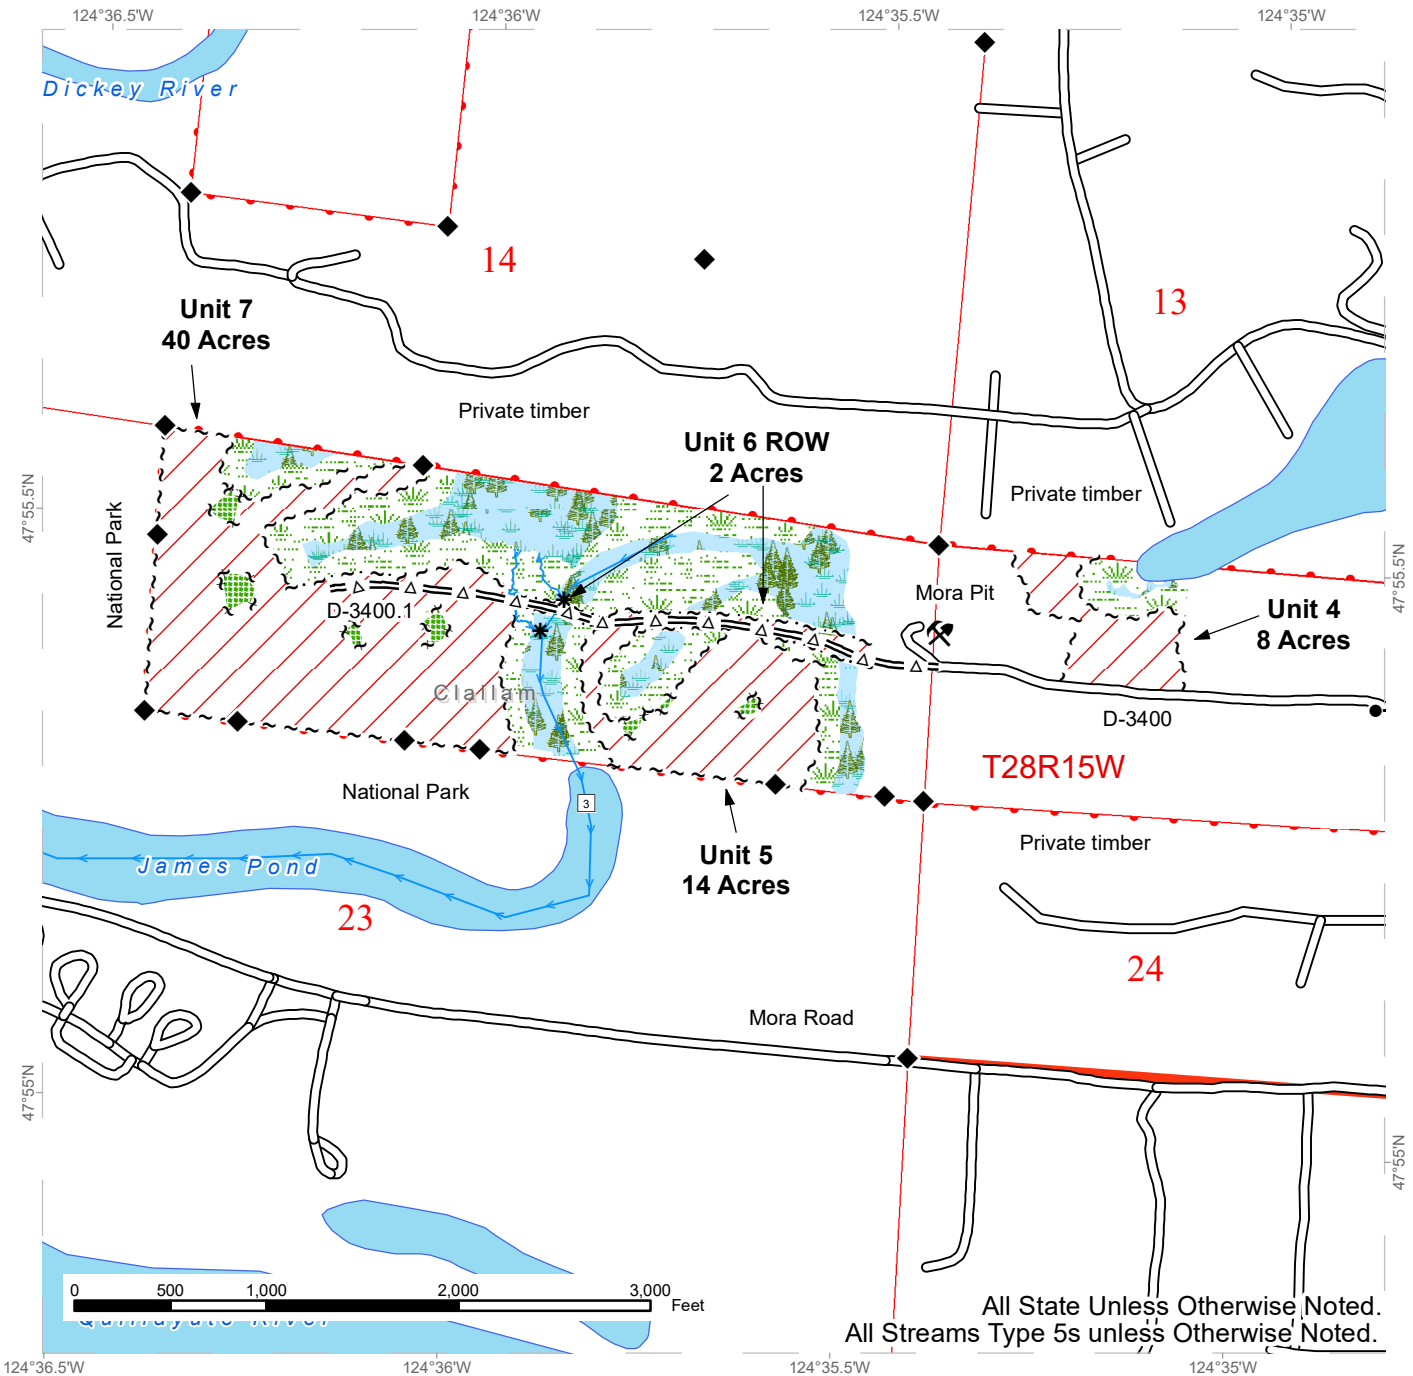 124°36.5'W
124°36'W
124°35.5'W
124°35'W
Dickey River
14
13
Unit 7
40 Acres
Private timber
Unit 6 ROW
2 Acres
Private timber
47°55.5'N
National Park
47°55.5'N
Mora Pit
D-3400.1
Unit 4
8 Acres
Clallam
D-3400
T28R15W
National Park
3
Private timber
James Pond
Unit 5
14 Acres
23
24
Mora Road
47°55'N
47°55'N
0
500
1,000
2,000
3,000
Feet
Quillayute River
All State Unless Otherwise Noted.
All Streams Type 5s unless Otherwise Noted.
124°36.5'W
124°36'W
124°35.5'W
124°35'W